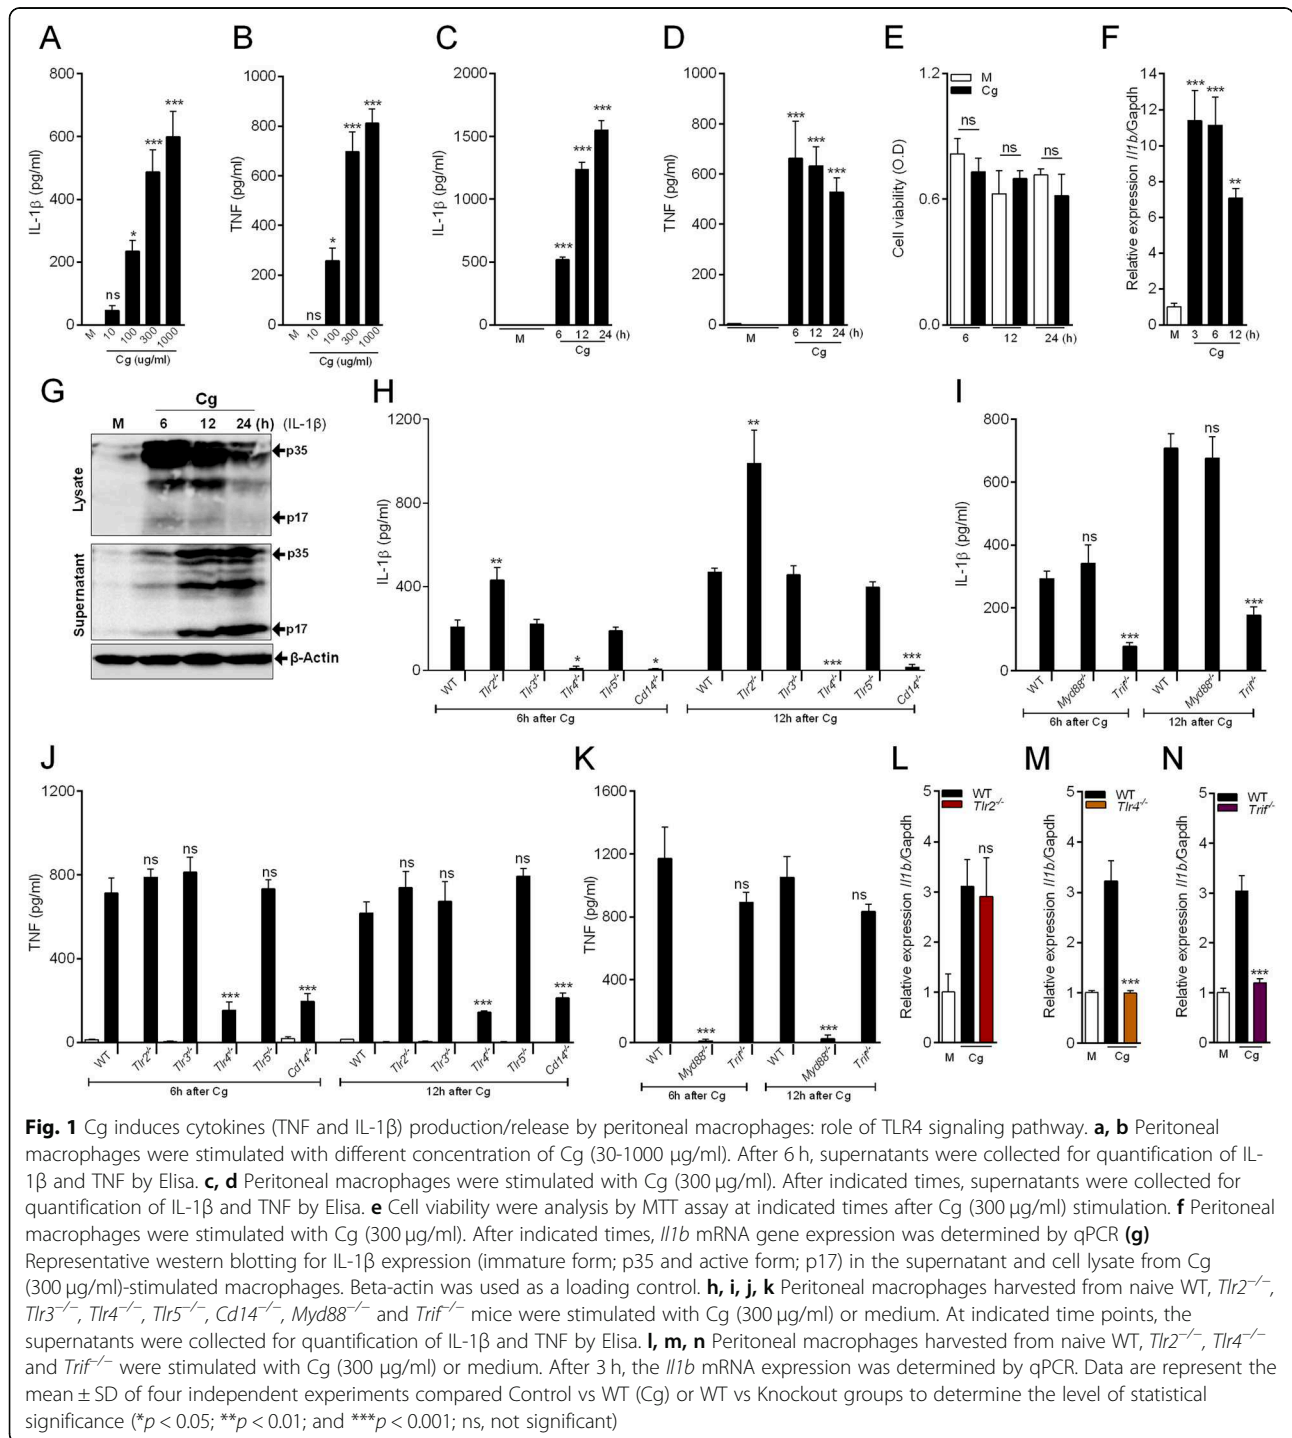 A
B
C
D
E
F
800
600
400
200
0
IL-1β (pg/ml)
ns
*
***
***
M
10
100
300
1000
Cg (ug/ml)
1000
800
600
400
200
0
TNF (pg/ml)
ns
*
***
***
M
10
100
300
1000
Cg (ug/ml)
2000
1500
1000
500
0
IL-1β (pg/ml)
***
***
***
6 12 24 (h)
M
Cg
1000
800
600
400
200
0
TNF (pg/ml)
***
***
***
6 12 24 (h)
M
Cg
1.2
0.6
0.0
Cell viability (O.D)
M
Cg
ns
ns
ns
6 12 24 (h)
14
12
10
8
6
4
2
0
Relative expression Il1b/Gapdh
***
***
**
M 3 6 12 (h)
Cg
G
Cg
M 6 12 24 (h) (IL-1β)
Lysate
p35
p17
Supernatant
p35
p17
β-Actin
H
1200
800
400
0
IL-1β (pg/ml)
**
*
*
**
***
***
WT Tlr2-/- Tlr3-/- Tlr4-/- Tlr5-/- Cd14-/- WT Tlr2-/- Tlr3-/- Tlr4-/- Tlr5-/- Cd14-/-
6h after Cg 12h after Cg
I
800
600
400
200
0
IL-1β (pg/ml)
ns
***
ns
***
WT Myd88-/- Trif-/- WT Myd88-/- Trif-/-
6h after Cg 12h after Cg
J
1200
800
400
0
TNF (pg/ml)
ns
ns
***
ns
***
ns
ns
***
ns
***
WT Tlr2-/- Tlr3-/- Tlr4-/- Tlr5-/- Cd14-/- WT Tlr2-/- Tlr3-/- Tlr4-/- Tlr5-/- Cd14-/-
6h after Cg 12h after Cg
K
1600
1200
800
400
0
TNF (pg/ml)
***
ns
***
ns
WT Myd88-/- Trif-/- WT Myd88-/- Trif-/-
6h after Cg 12h after Cg
L
5
4
3
2
1
0
Relative expression Il1b/Gapdh
WT
Tlr2-/-
ns
M Cg
M
5
4
3
2
1
0
Relative expression Il1b/Gapdh
WT
Tlr4-/-
***
M Cg
N
5
4
3
2
1
0
Relative expression Il1b/Gapdh
WT
Trif-/-
***
M Cg
Fig. 1 Cg induces cytokines (TNF and IL-1β) production/release by peritoneal macrophages: role of TLR4 signaling pathway. a, b Peritoneal
macrophages were stimulated with different concentration of Cg (30-1000 μg/ml). After 6 h, supernatants were collected for quantification of IL-
1β and TNF by Elisa. c, d Peritoneal macrophages were stimulated with Cg (300 μg/ml). After indicated times, supernatants were collected for
quantification of IL-1β and TNF by Elisa. e Cell viability were analysis by MTT assay at indicated times after Cg (300 μg/ml) stimulation. f Peritoneal
macrophages were stimulated with Cg (300 μg/ml). After indicated times, Il1b mRNA gene expression was determined by qPCR (g)
Representative western blotting for IL-1β expression (immature form; p35 and active form; p17) in the supernatant and cell lysate from Cg
(300 μg/ml)-stimulated macrophages. Beta-actin was used as a loading control. h, i, j, k Peritoneal macrophages harvested from naive WT, Tlr2−/−,
Tlr3−/−, Tlr4−/−, Tlr5−/−, Cd14−/−, Myd88−/− and Trif−/− mice were stimulated with Cg (300 μg/ml) or medium. At indicated time points, the
supernatants were collected for quantification of IL-1β and TNF by Elisa. l, m, n Peritoneal macrophages harvested from naive WT, Tlr2−/−, Tlr4−/−
and Trif−/− were stimulated with Cg (300 μg/ml) or medium. After 3 h, the Il1b mRNA expression was determined by qPCR. Data are represent the
mean ± SD of four independent experiments compared Control vs WT (Cg) or WT vs Knockout groups to determine the level of statistical
significance (*p < 0.05; **p < 0.01; and ***p < 0.001; ns, not significant)